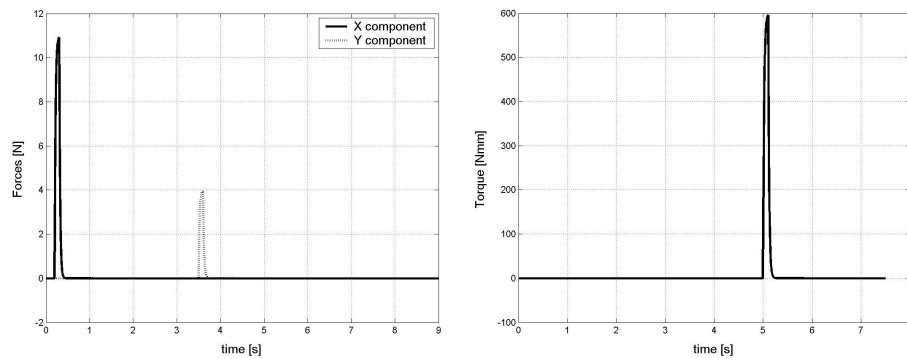 12
10
8
6
4
2
0
-2
Forces [N]
X component
Y component
0 1 2 3 4 5 6 7 8 9
time [s]
600
500
400
300
200
100
0
-100
Torque [Nmm]
0 1 2 3 4 5 6 7
time [s]